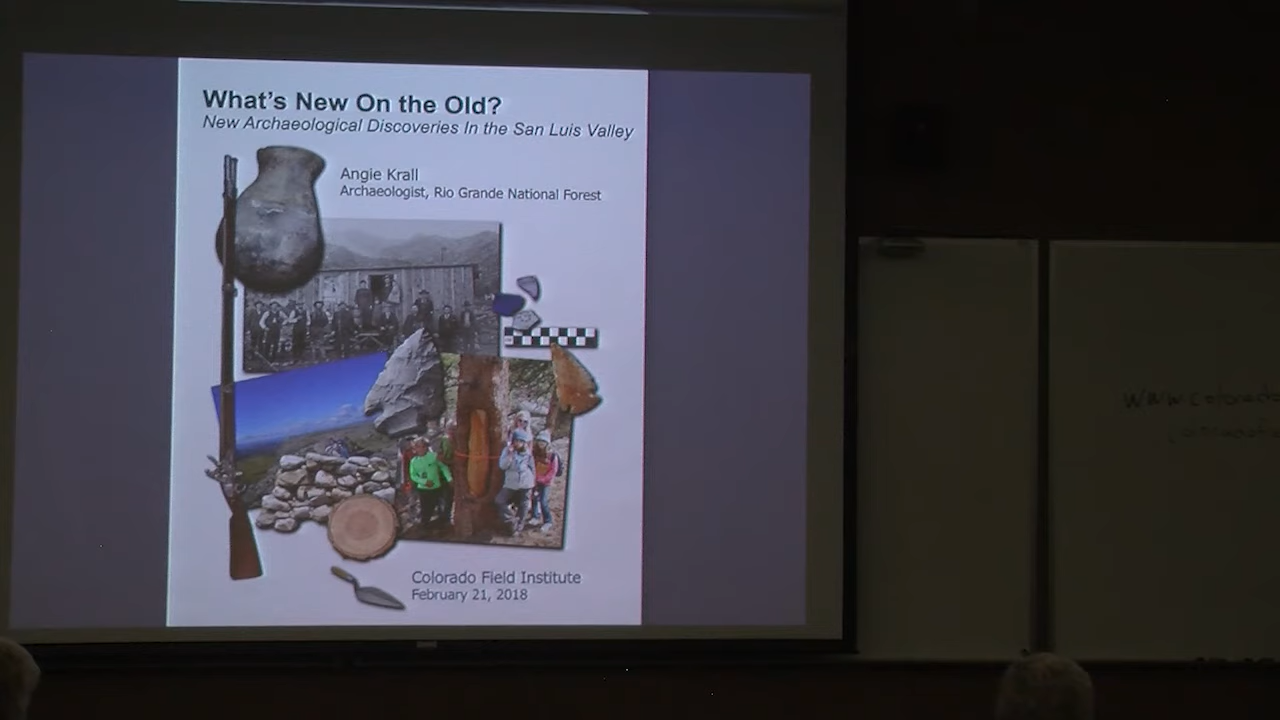 What's New On the Old?
New Archaeological Discoveries In the San Luis Valley
Angie Krall
Archaeologist, Rio Grande National Forest
Colorado Field Institute
February 21, 2018